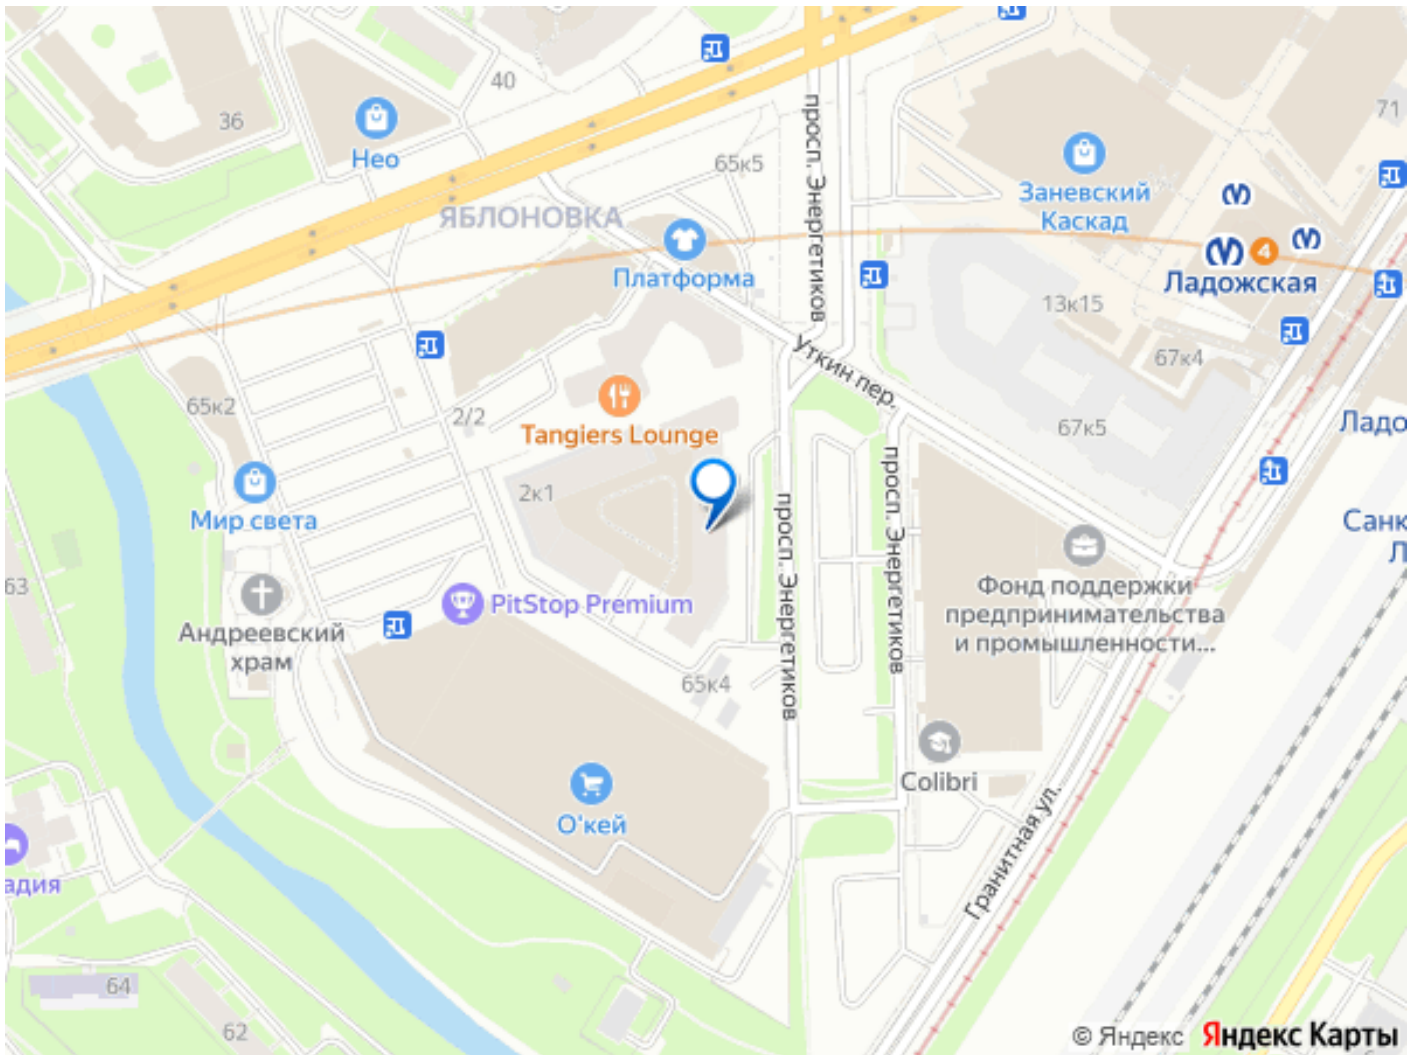 40
36
Нео
71
65к5
просп. Энергетиков
Заневский
Каскад
ЯБЛОНОВКА
Платформа
4
Ладожская
13к15
67к4
Уткин пер.
65к2
2/2
Tangiers Lounge
67к5
Ладо
2к1
Мир света
просп. Энергетиков
просп. Энергетиков
Санк
Л
63
PitStop Premium
Фонд поддержки
предпринимательства
и промышленности...
Андреевский
храм
65к4
Colibri
О'кей
Гранитная ул.
адия
64
62
© Яндекс Яндекс Карты